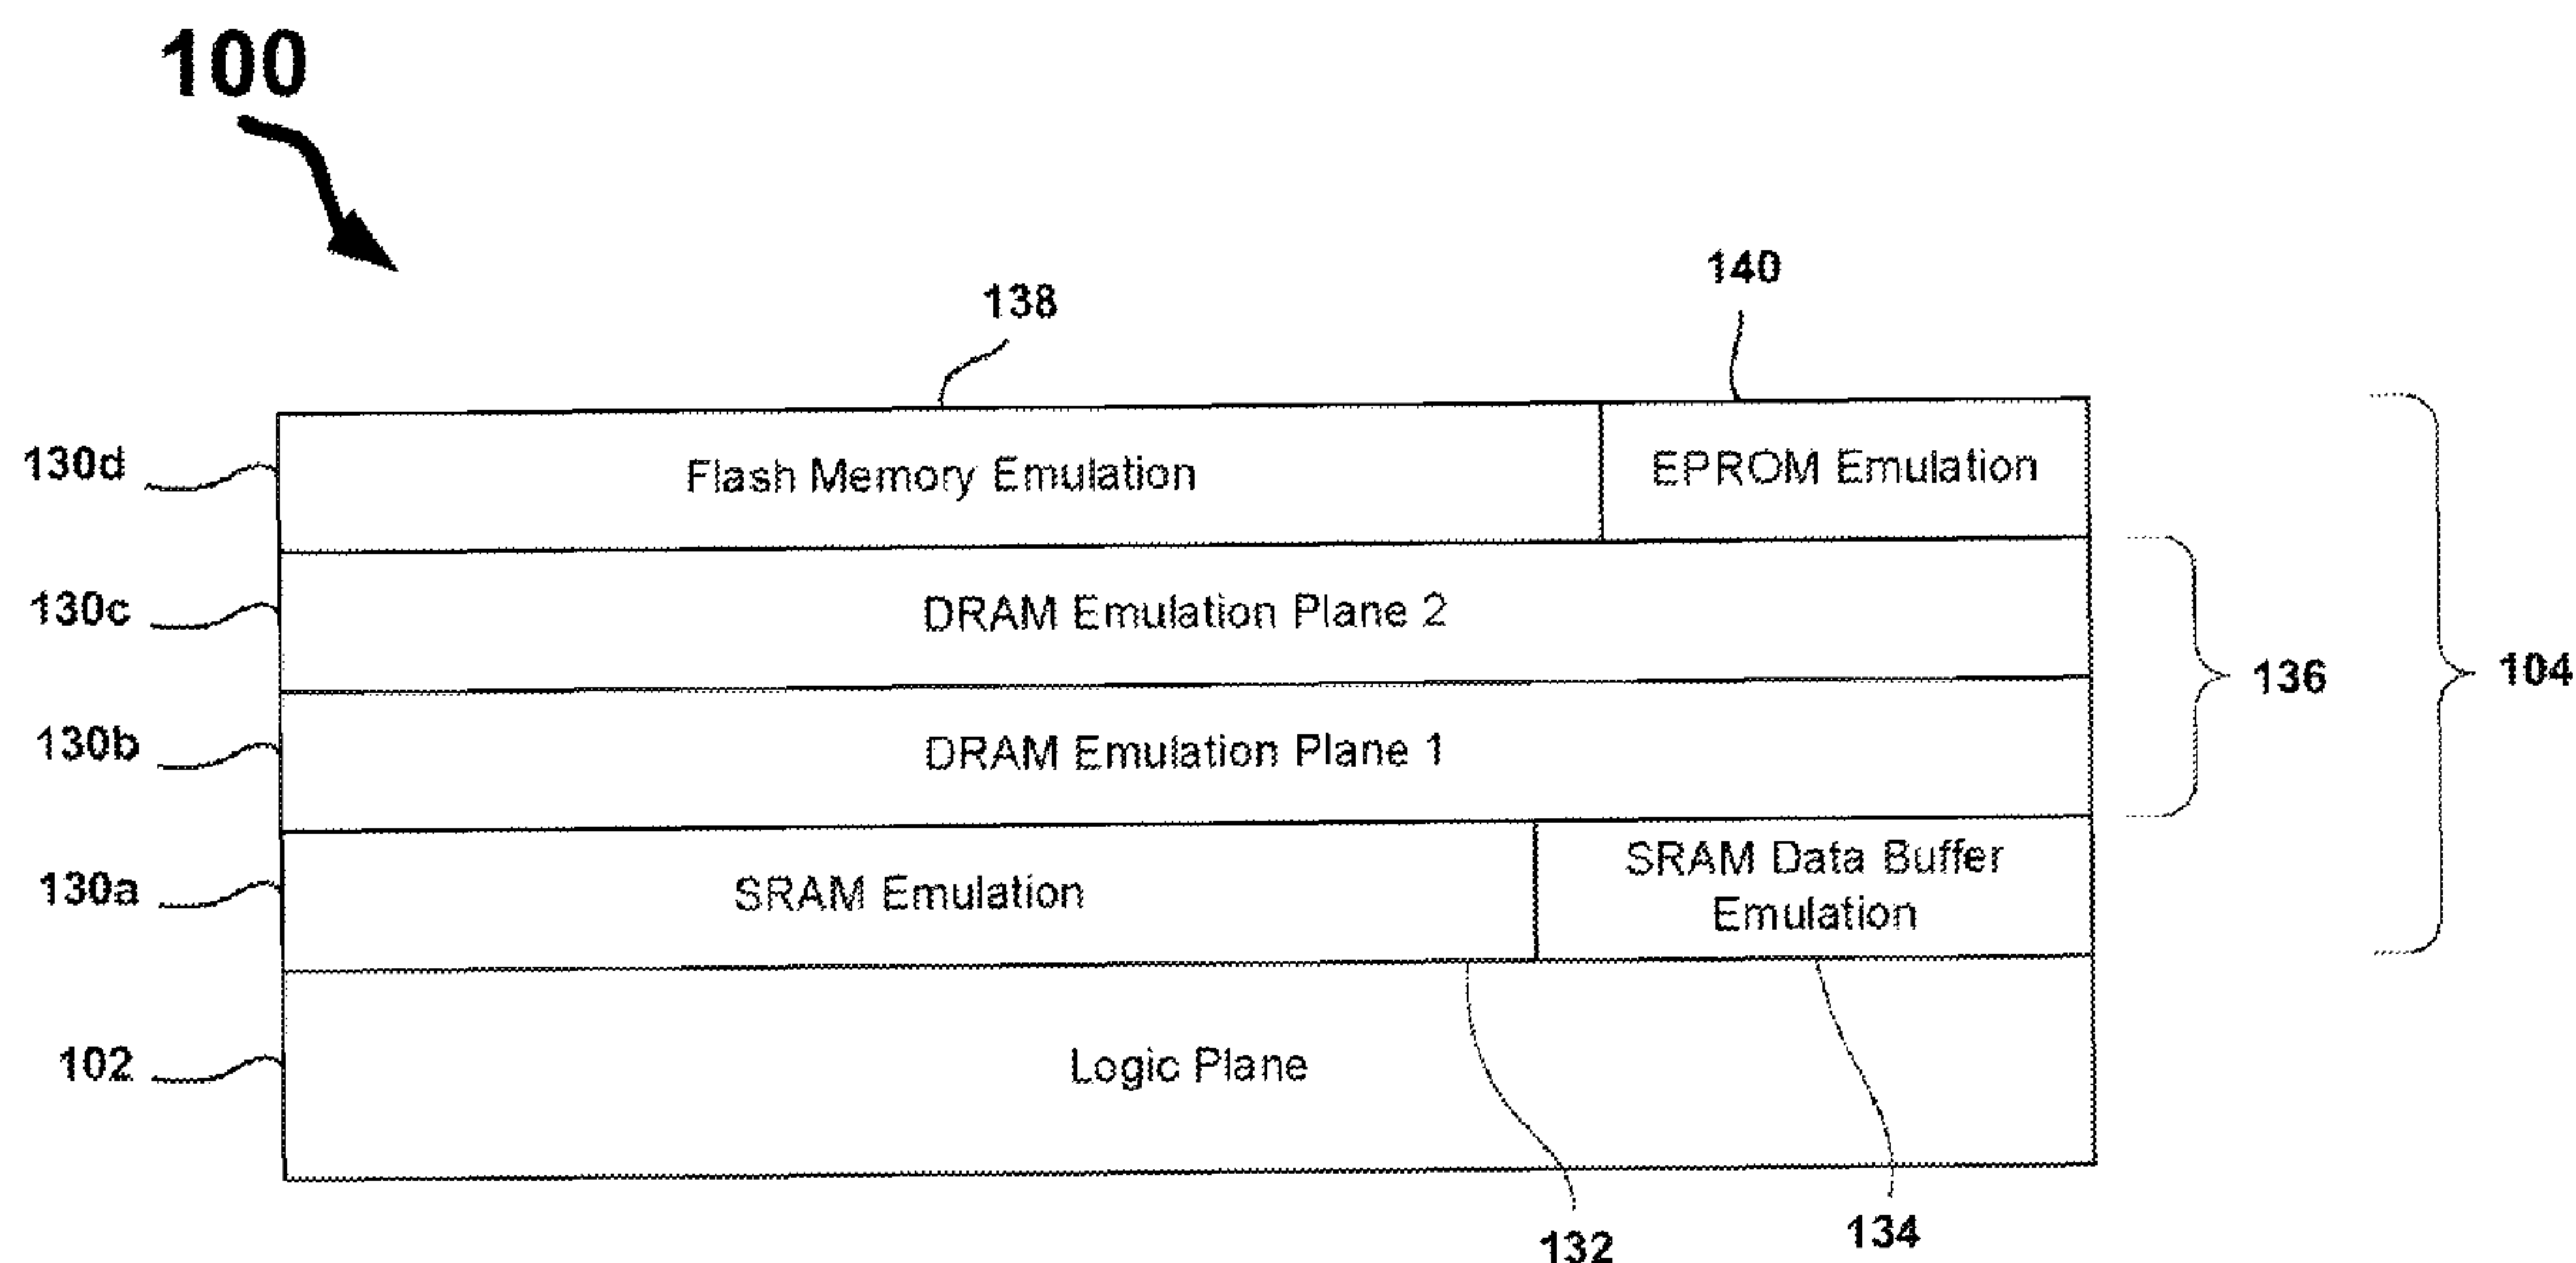 100
138
140
130d
Flash Memory Emulation
EPROM Emulation
130c
DRAM Emulation Plane 2
136
104
130b
DRAM Emulation Plane 1
130a
SRAM Emulation
SRAM Data Buffer
Emulation
102
Logic Plane
132
134